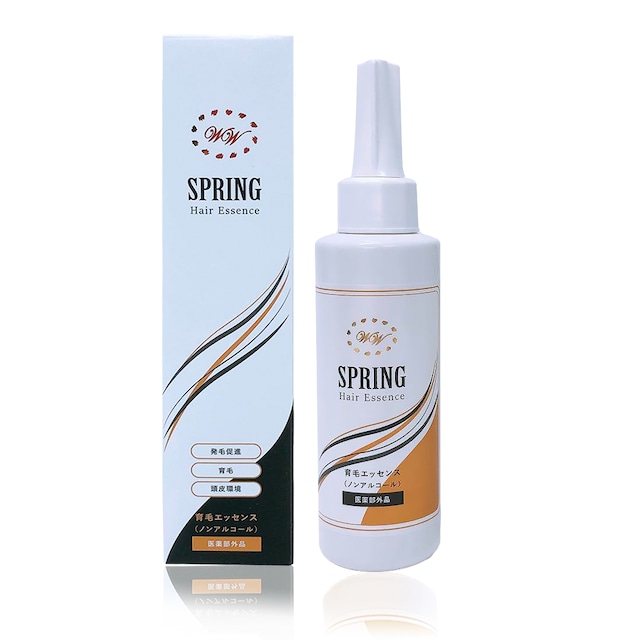 WW
SPRING
Hair Essence
発毛促進
育毛
頭皮環境
育毛エッセンス
（ノンアルコール）
医薬部外品
WW
SPRING
Hair Essence
育毛エッセンス
（ノンアルコール）
医薬部外品